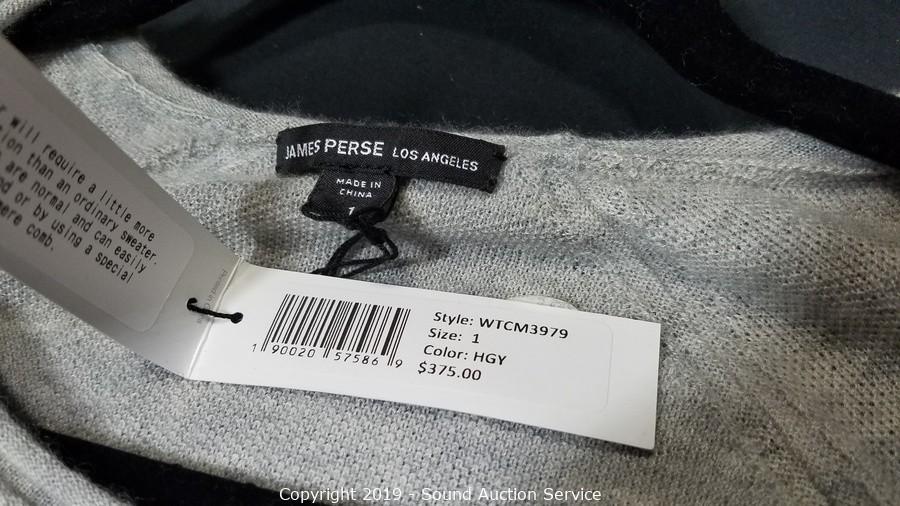 will require a little more
than an ordinary sweater.
are normal and can easily
or by using a special
comb.
JAMES PERSE LOS ANGELES
MADE IN
CHINA
1
1 90020 57586 9
Style: WTCM3979
Size: 1
Color: HGY
$375.00
Copyright 2019 - Sound Auction Service